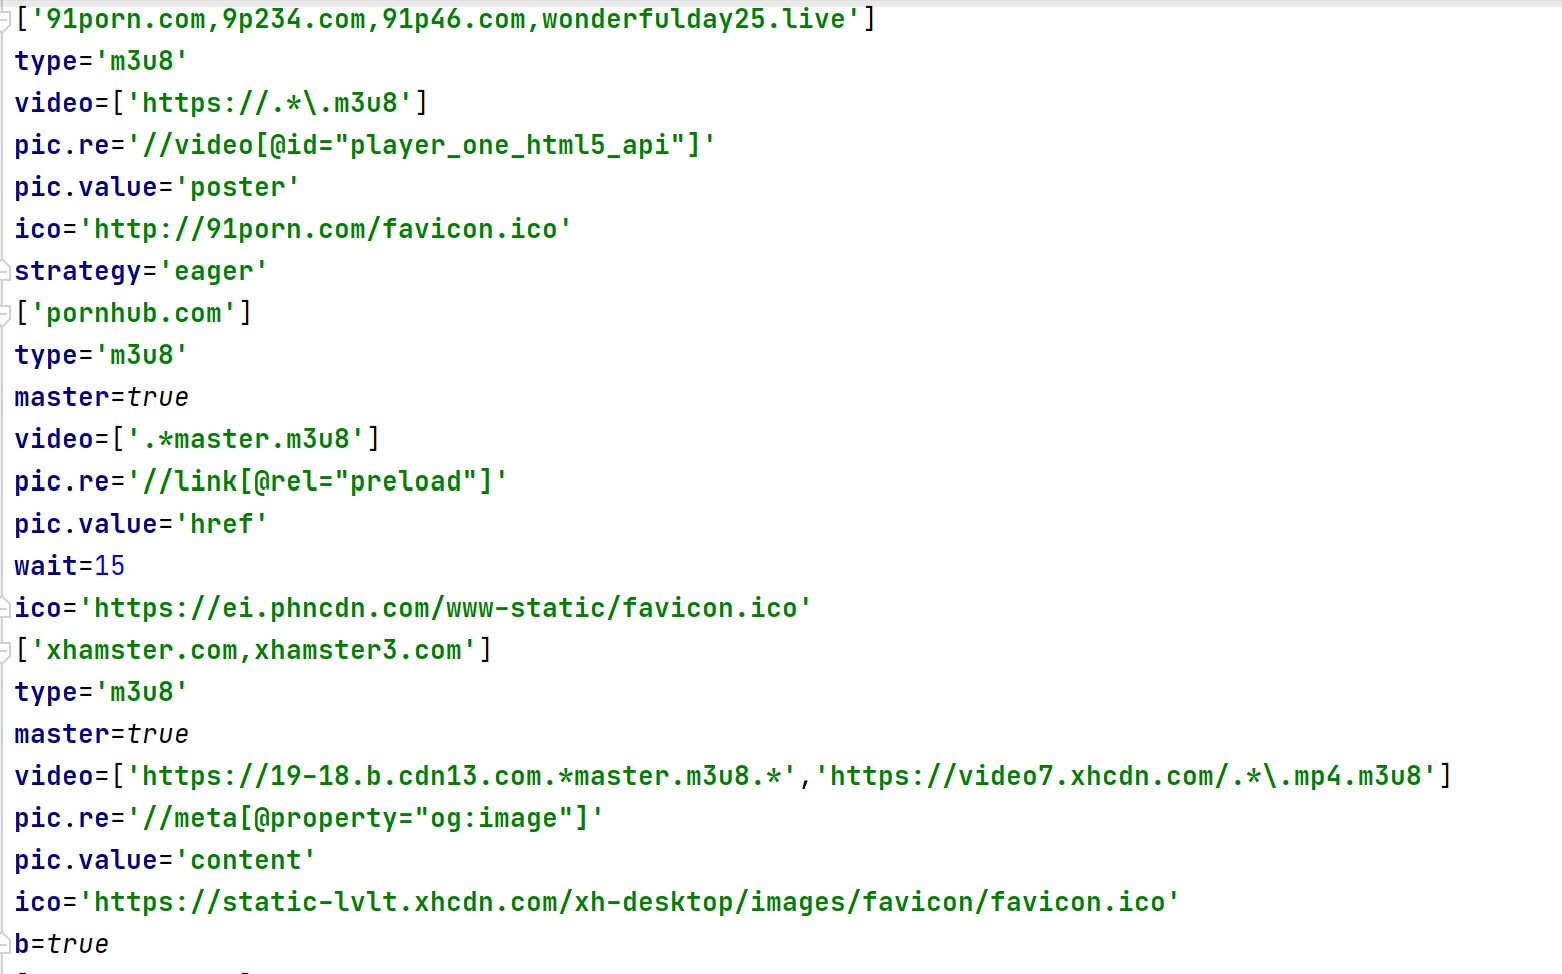 ['91porn.com,9p234.com,91p46.com,wonderfulday25.live']
type='m3u8'
video=['https://.*\.m3u8']
pic.re='//video[@id="player_one_html5_api"]'
pic.value='poster'
ico='http://91porn.com/favicon.ico'
strategy='eager'
['pornhub.com']
type='m3u8'
master=true
video=['.*master.m3u8']
pic.re='//link[@rel="preload"]'
pic.value='href'
wait=15
ico='https://ei.phncdn.com/www-static/favicon.ico'
['xhamster.com,xhamster3.com']
type='m3u8'
master=true
video=['https://19-18.b.cdn13.com.*master.m3u8.*','https://video7.xhcdn.com/.*\.mp4.m3u8']
pic.re='//meta[@property="og:image"]'
pic.value='content'
ico='https://static-lvlt.xhcdn.com/xh-desktop/images/favicon/favicon.ico'
b=true